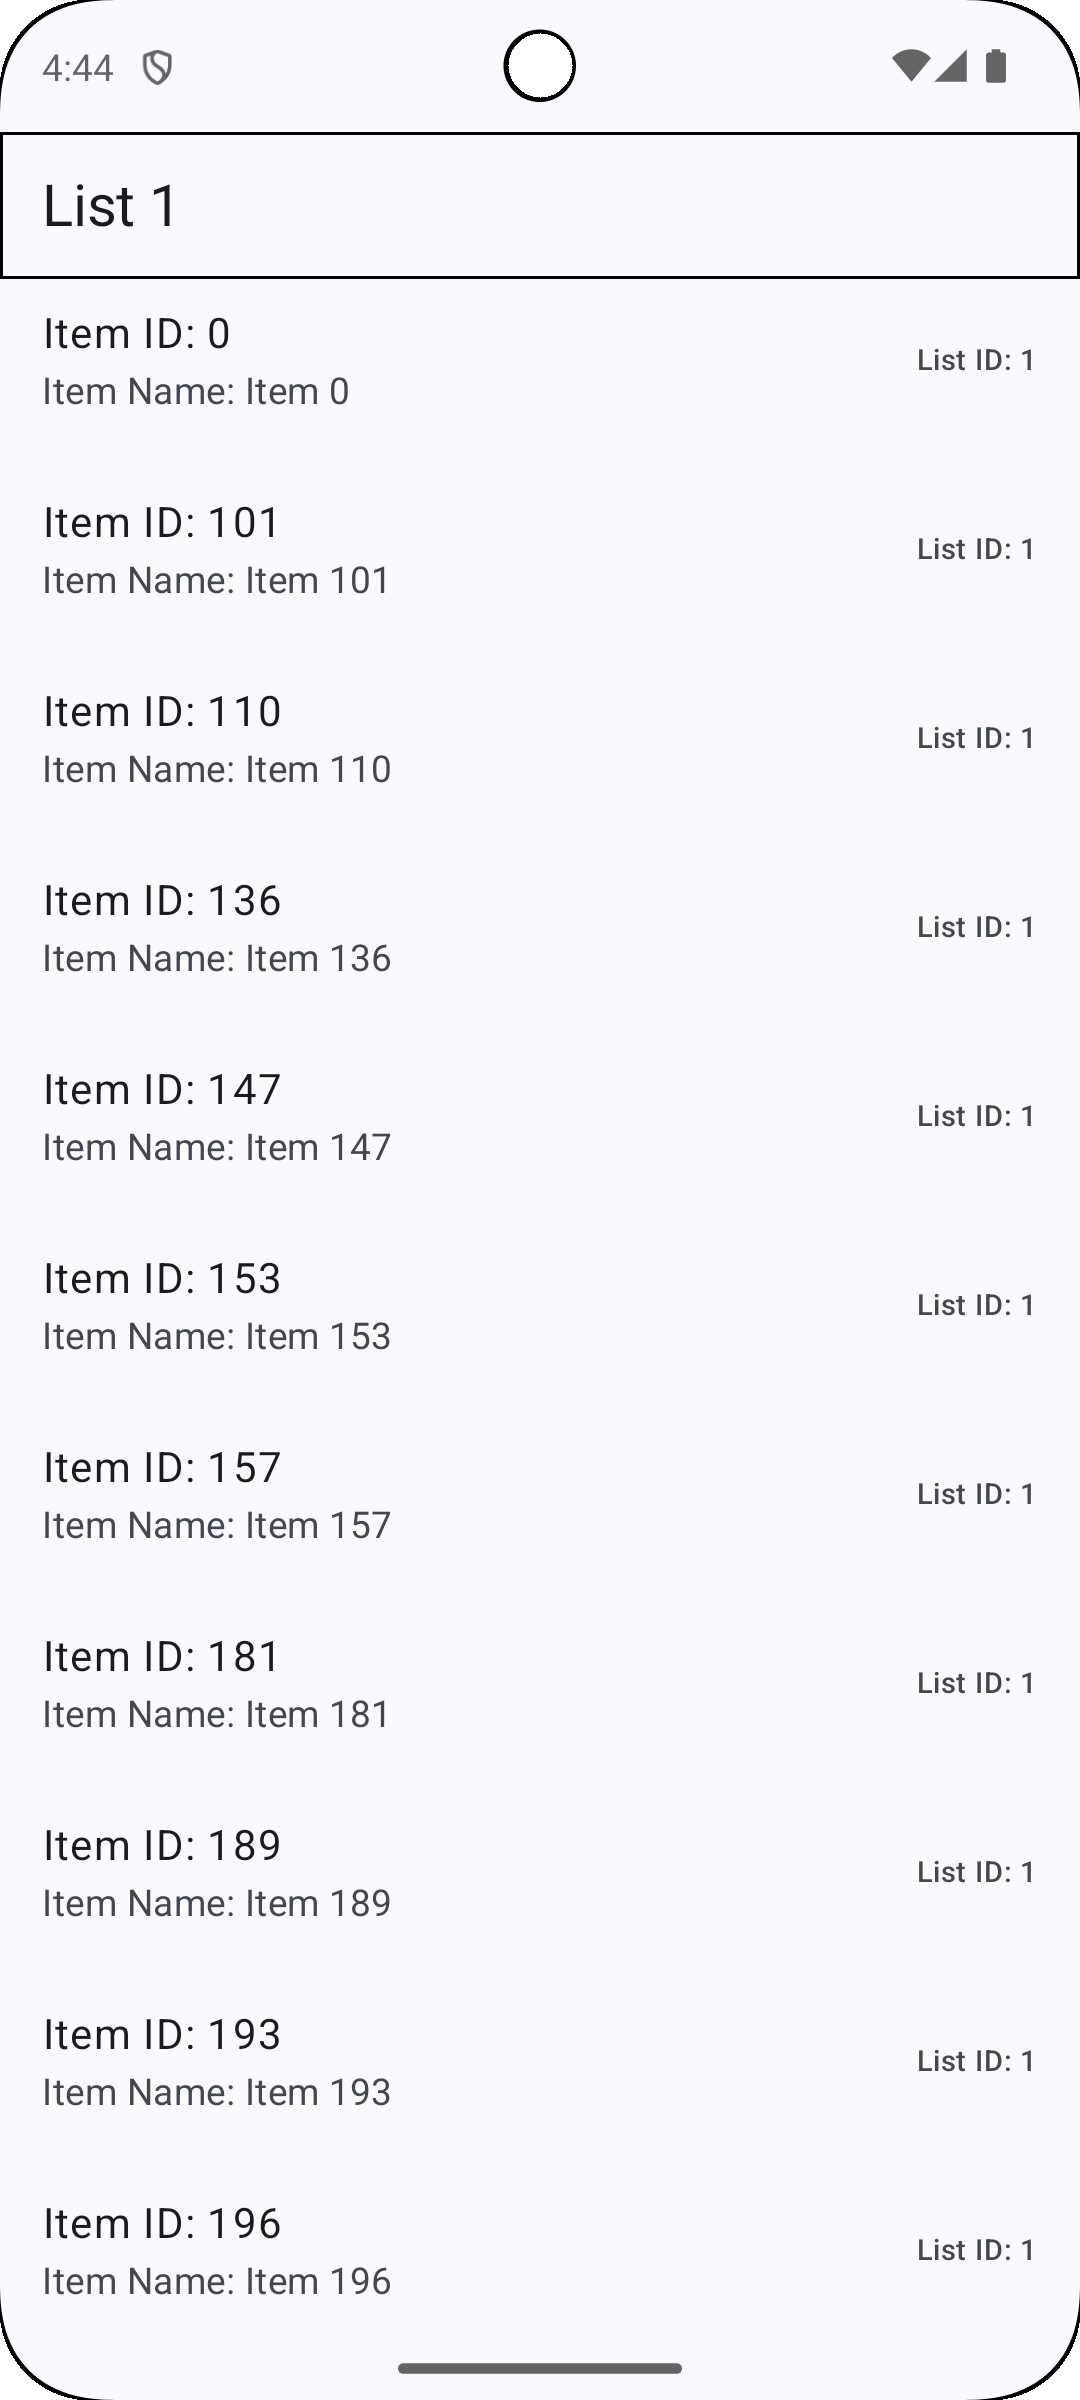 4:44
List 1
Item ID: 0
Item Name: Item 0
List ID: 1
Item ID: 101
Item Name: Item 101
List ID: 1
Item ID: 110
Item Name: Item 110
List ID: 1
Item ID: 136
Item Name: Item 136
List ID: 1
Item ID: 147
Item Name: Item 147
List ID: 1
Item ID: 153
Item Name: Item 153
List ID: 1
Item ID: 157
Item Name: Item 157
List ID: 1
Item ID: 181
Item Name: Item 181
List ID: 1
Item ID: 189
Item Name: Item 189
List ID: 1
Item ID: 193
Item Name: Item 193
List ID: 1
Item ID: 196
Item Name: Item 196
List ID: 1